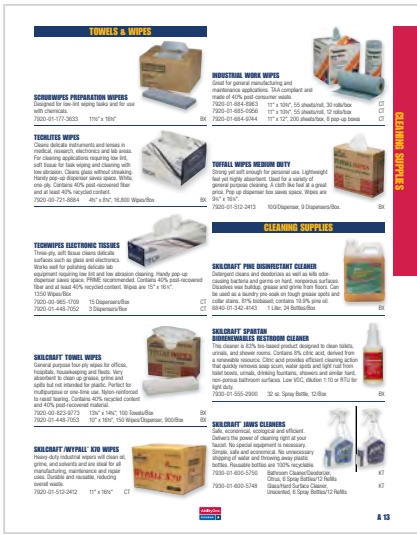 TOWELS & WIPES
SCRUBWIPES PREPARATION WIPERS
Designed for low-lint wiping tasks and for use
with chemicals.
7920-01-177-3633 11½" x 16¾" BX
TECHLITES WIPES
Cleans delicate instruments and lenses in
medical, research, electronics and lab areas.
For cleaning applications requiring low lint,
soft tissue for task wiping and cleaning with
low abrasion. Cleans glass without streaking.
Handy pop-up dispenser saves space. White,
one-ply. Contains 40% post-recovered fiber
and at least 40% recycled content.
7920-00-721-8884 4½" x 8½", 16,800 Wipes/Box BX
TECHWIPES ELECTRONIC TISSUES
Three-ply, soft tissue cleans delicate
surfaces such as glass and electronics.
Works well for polishing delicate lab
equipment requiring low lint and low abrasion cleaning. Handy pop-up
dispenser saves space. PRIME recommended. Contains 40% post-recovered
fiber and at least 40% recycled content. Wipes are 15" x 16½".
1350 Wipes/Box
7920-00-965-1709 15 Dispensers/Box CT
7920-01-448-7052 3 Dispensers/Box CT
SKILCRAFT TOWEL WIPES
General purpose four-ply wipes for offices,
hospitals, housekeeping and fleets. Very
absorbent to clean up grease, grime and
spills but not intended for plastic. Perfect for
multipurpose or one-time use. Nylon-reinforced
to resist tearing. Contains 40% recycled content
and 40% post-recovered material.
7920-00-823-9773 13½" x 14¾", 100 Towels/Box BX
7920-01-448-7053 10" x 16½", 150 Wipes/Dispenser, 900/Box BX
SKILCRAFT/WYPALL X70 WIPES
Heavy-duty industrial wipers will clean oil,
grime, and solvents and are ideal for all
manufacturing, maintenance and repair
uses. Durable and reusable, reducing
overall waste.
7920-01-512-2412 11" x 16¾" CT
INDUSTRIAL WORK WIPES
Great for general manufacturing and
maintenance applications. TAA compliant and
made of 40% post-consumer waste.
7920-01-684-8963 11" x 10¾", 55 sheets/roll, 30 rolls/box CT
7920-01-685-0956 11" x 10¾", 55 sheets/roll, 12 rolls/box CT
7920-01-684-9744 11" x 12", 200 sheets/box, 8 pop-up boxes CT
TOFFALL WIPES MEDIUM DUTY
Strong yet soft enough for personal use. Lightweight
feel yet highly absorbent. Used for a variety of
general purpose cleaning. A cloth like feel at a great
price. Pop up dispenser box saves space. Wipes are
9¾" x 16¾".
7920-01-512-2413 100/Dispenser, 9 Dispensers/Box. BX
CLEANING SUPPLIES
SKILCRAFT PINE DISINFECTANT CLEANER
Detergent cleans and deodorizes as well as kills odor-
causing bacteria and germs on hard, nonporous surfaces.
Dissolves wax buildup, grease and grime from floors. Can
be used as a laundry pre-soak on tough grease spots and
collar stains. 81% biobased; contains 10.9% pine oil.
6840-01-342-4143 1 Liter, 24 Bottles/Box BX
SKILCRAFT SPARTAN
BIORENEWABLES RESTROOM CLEANER
This cleaner is 83% bio-based product designed to clean toilets,
urinals, and shower rooms. Contains 8% citric acid, derived from
a renewable resource. Citric acid provides efficient cleaning action
that quickly removes soap scum, water spots and light rust from
toilet bowls, urinals, drinking fountains, showers and similar hard,
non-porous bathroom surfaces. Low VOC, dilution 1:10 or RTU for
light duty.
7930-01-555-2900 32 oz. Spray Bottle, 12/Box BX
SKILCRAFT JAWS CLEANERS
Safe, economical, ecological and efficient.
Delivers the power of cleaning right at your
faucet. No special equipment is necessary.
Simple, safe and economical. No unnecessary
shipping of water and throwing away plastic
bottles. Reusable bottles are 100% recyclable.
7930-01-600-5750 Bathroom Cleaner/Deodorizer, KT
Citrus, 6 Spray Bottles/12 Refills
7930-01-600-5748 Glass/Hard Surface Cleaner, KT
Unscented, 6 Spray Bottles/12 Refills
CLEANING SUPPLIES
AbilityOne
A 13